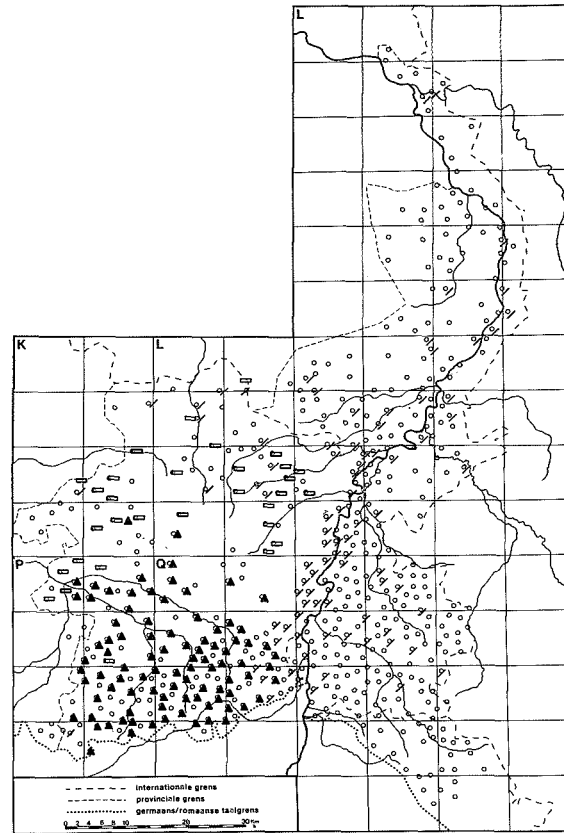 L
K L
P Q
internationale grens
provinciale grens
germaans/romaanse taalgrens
0 2 4 6 8 10 20 30 Km